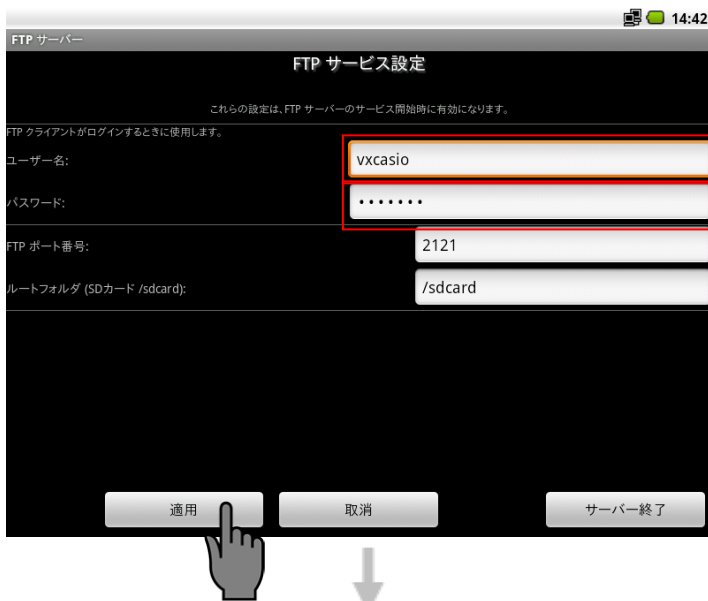 14:42
FTP サーバー
FTP サービス設定
これらの設定は、FTP サーバーのサービス開始時に有効になります。
FTP クライアントがログインするときに使用します。
ユーザー名:
vxcasio
パスワード:
•••••••
FTP ポート番号:
2121
ルートフォルダ (SDカード /sdcard):
/sdcard
適用
取消
サーバー終了